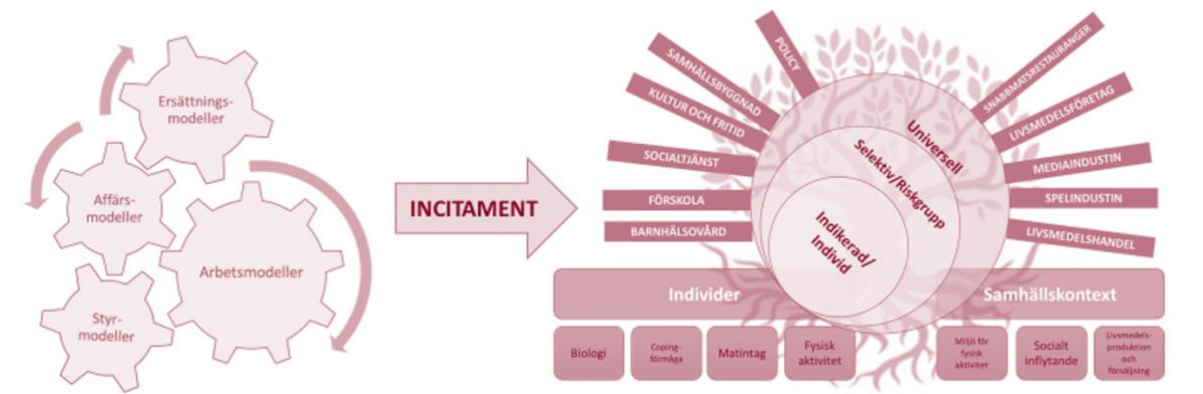 Ersättnings-
modeller
Affärs-
modeller
Arbetsmodeller
Styr-
modeller
INCITAMENT
POLICY
SAMHÄLLSBYGGNAD
KULTUR OCH FRITID
SOCIALTJÄNST
FÖRSKOLA
BARNHÄLSOVÅRD
SNABBMATSRESTAURANGER
LIVSMEDELSFÖRETAG
MEDIAINDUSTIN
SPELINDUSTIN
LIVSMEDELSHANDEL
Universell
Selektiv/Riskgrupp
Indikerad/
Individ
Individer
Samhällskontext
Biologi
Coping-
förmåga
Matintag
Fysisk
aktivitet
Miljö för
fysisk
aktivitet
Socialt
inflytande
Livsmedels-
produktion
och
försäljning